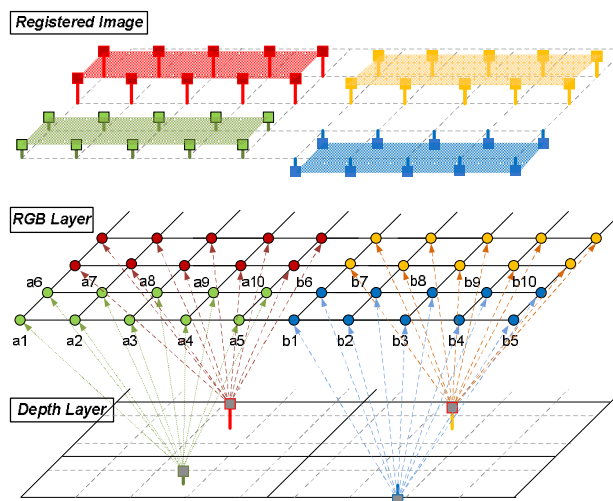 Registered Image
RGB Layer
a6 a7 a8 a9 a10 b6 b7 b8 b9 b10
a1 a2 a3 a4 a5 b1 b2 b3 b4 b5
Depth Layer